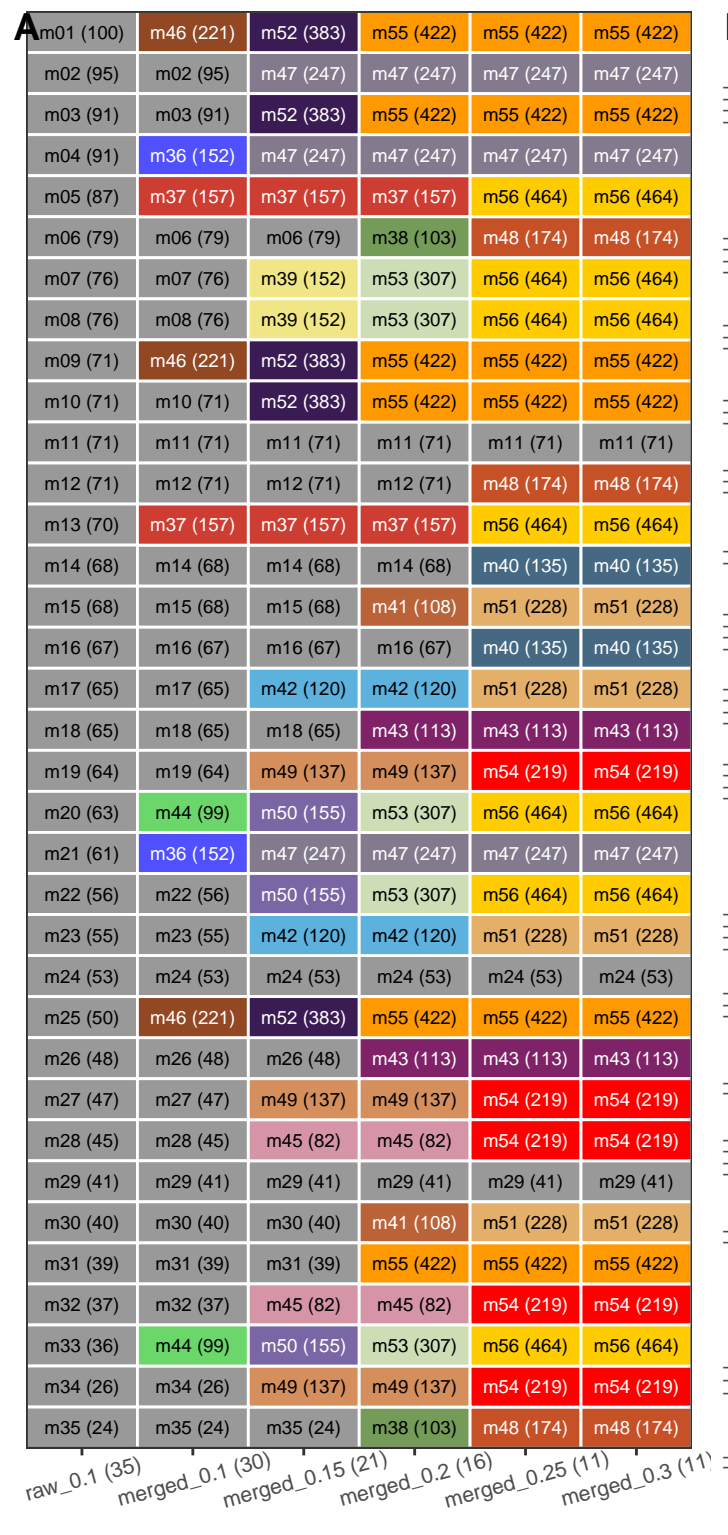 A
m01 (100) m46 (221) m52 (383) m55 (422) m55 (422) m55 (422)
m02 (95) m02 (95) m47 (247) m47 (247) m47 (247) m47 (247)
m03 (91) m03 (91) m52 (383) m55 (422) m55 (422) m55 (422)
m04 (91) m36 (152) m47 (247) m47 (247) m47 (247) m47 (247)
m05 (87) m37 (157) m37 (157) m37 (157) m56 (464) m56 (464)
m06 (79) m06 (79) m06 (79) m38 (103) m48 (174) m48 (174)
m07 (76) m07 (76) m39 (152) m53 (307) m56 (464) m56 (464)
m08 (76) m08 (76) m39 (152) m53 (307) m56 (464) m56 (464)
m09 (71) m46 (221) m52 (383) m55 (422) m55 (422) m55 (422)
m10 (71) m10 (71) m52 (383) m55 (422) m55 (422) m55 (422)
m11 (71) m11 (71) m11 (71) m11 (71) m11 (71) m11 (71)
m12 (71) m12 (71) m12 (71) m12 (71) m48 (174) m48 (174)
m13 (70) m37 (157) m37 (157) m37 (157) m56 (464) m56 (464)
m14 (68) m14 (68) m14 (68) m14 (68) m40 (135) m40 (135)
m15 (68) m15 (68) m15 (68) m41 (108) m51 (228) m51 (228)
m16 (67) m16 (67) m16 (67) m16 (67) m40 (135) m40 (135)
m17 (65) m17 (65) m42 (120) m42 (120) m51 (228) m51 (228)
m18 (65) m18 (65) m18 (65) m43 (113) m43 (113) m43 (113)
m19 (64) m19 (64) m49 (137) m49 (137) m54 (219) m54 (219)
m20 (63) m44 (99) m50 (155) m53 (307) m56 (464) m56 (464)
m21 (61) m36 (152) m47 (247) m47 (247) m47 (247) m47 (247)
m22 (56) m22 (56) m50 (155) m53 (307) m56 (464) m56 (464)
m23 (55) m23 (55) m42 (120) m42 (120) m51 (228) m51 (228)
m24 (53) m24 (53) m24 (53) m24 (53) m24 (53) m24 (53)
m25 (50) m46 (221) m52 (383) m55 (422) m55 (422) m55 (422)
m26 (48) m26 (48) m26 (48) m43 (113) m43 (113) m43 (113)
m27 (47) m27 (47) m49 (137) m49 (137) m54 (219) m54 (219)
m28 (45) m28 (45) m45 (82) m45 (82) m54 (219) m54 (219)
m29 (41) m29 (41) m29 (41) m29 (41) m29 (41) m29 (41)
m30 (40) m30 (40) m30 (40) m41 (108) m51 (228) m51 (228)
m31 (39) m31 (39) m31 (39) m55 (422) m55 (422) m55 (422)
m32 (37) m32 (37) m45 (82) m45 (82) m54 (219) m54 (219)
m33 (36) m44 (99) m50 (155) m53 (307) m56 (464) m56 (464)
m34 (26) m34 (26) m49 (137) m49 (137) m54 (219) m54 (219)
m35 (24) m35 (24) m35 (24) m38 (103) m48 (174) m48 (174)
raw_0.1 (35) merged_0.1 (30) merged_0.15 (21) merged_0.2 (16) merged_0.25 (11) merged_0.3 (11)